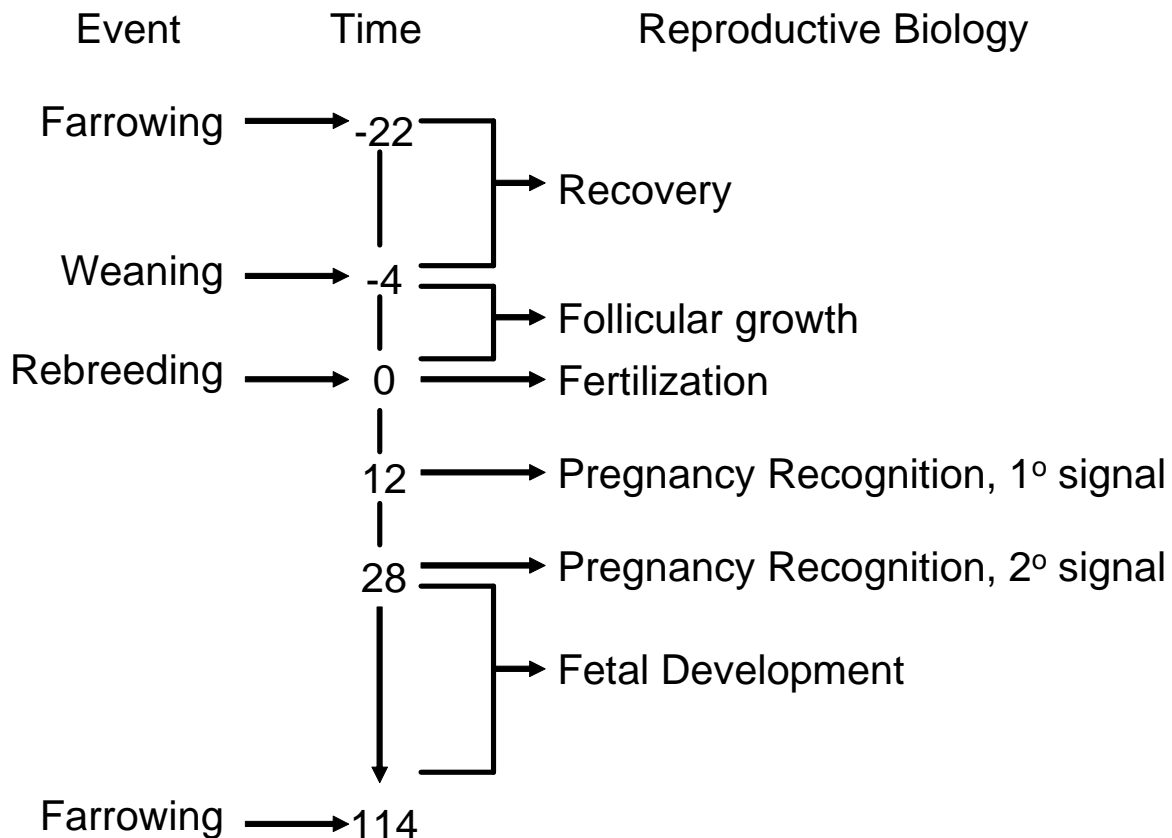 Event Time Reproductive Biology
Farrowing -22
Recovery
Weaning -4
Follicular growth
Rebreeding 0 Fertilization
12 Pregnancy Recognition, 1º signal
28 Pregnancy Recognition, 2º signal
Fetal Development
Farrowing 114